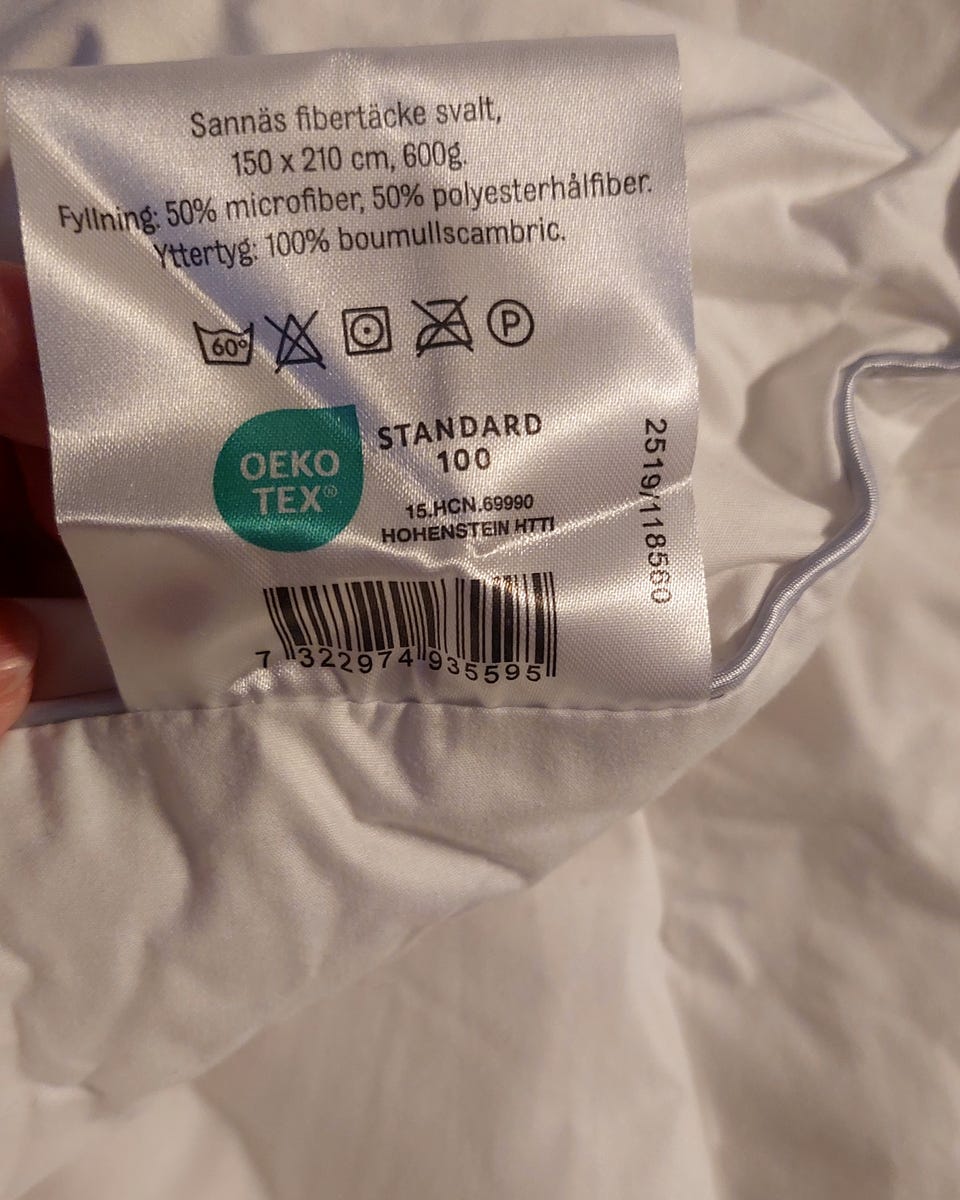 Sannäs fibertäcke svalt,
150 x 210 cm, 600g.
Fyllning: 50% microfiber, 50% polyesterhålfiber.
Yttertyg: 100% boumullscambric.
60°
P
OEKO
TEX®
STANDARD
100
15.HCN.69990
HOHENSTEIN HTTI
2519/118560
7 322974 935595